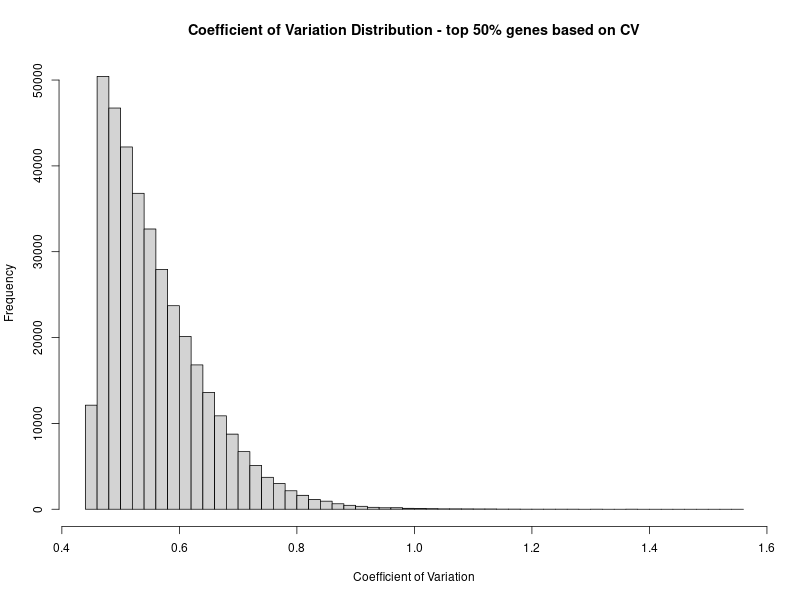 Coefficient of Variation Distribution - top 50% genes based on CV
50000
40000
30000
20000
10000
0
Frequency
0.4 0.6 0.8 1.0 1.2 1.4 1.6
Coefficient of Variation